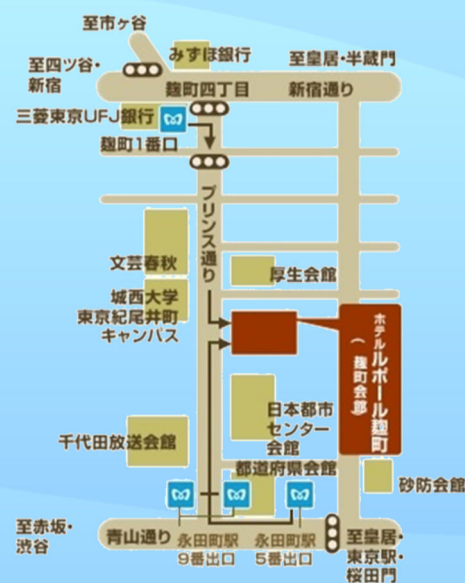 至市ヶ谷
みずほ銀行
至四ツ谷・
新宿
至皇居・半蔵門
麹町四丁目
新宿通り
三菱東京UFJ銀行
麹町1番口
プリンス通り
文芸春秋
厚生会館
城西大学
東京紀尾井町
キャンパス
ホテルルポール麹町
(麹町会館)
日本都市
センター
会館
千代田放送会館
都道府県会館
砂防会館
至赤坂・
渋谷
青山通り
永田町駅
9番出口
永田町駅
5番出口
至皇居・
東京駅・
桜田門